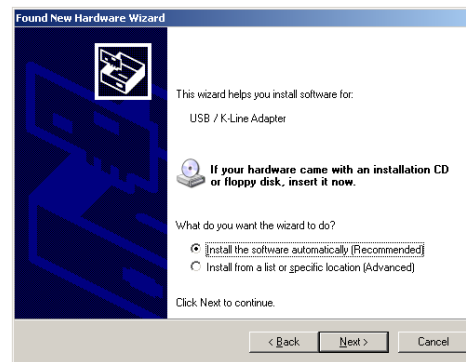 Found New Hardware Wizard
This wizard helps you install software for:
USB / K-Line Adapter
If your hardware came with an installation CD
or floppy disk, insert it now.
What do you want the wizard to do?
Install the software automatically (Recommended)
Install from a list or specific location (Advanced)
Click Next to continue.
< Back Next > Cancel